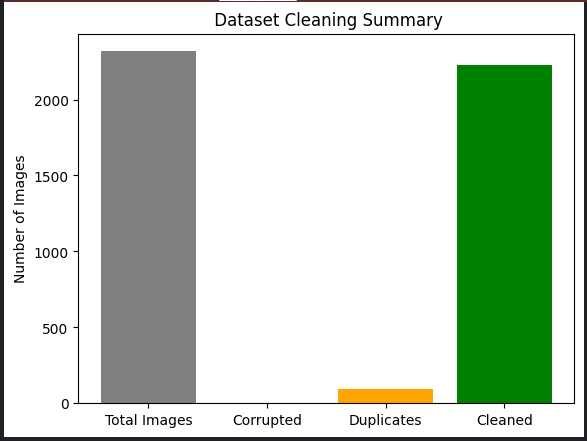 Dataset Cleaning Summary
Number of Images
2000
1500
1000
500
0
Total Images Corrupted Duplicates Cleaned